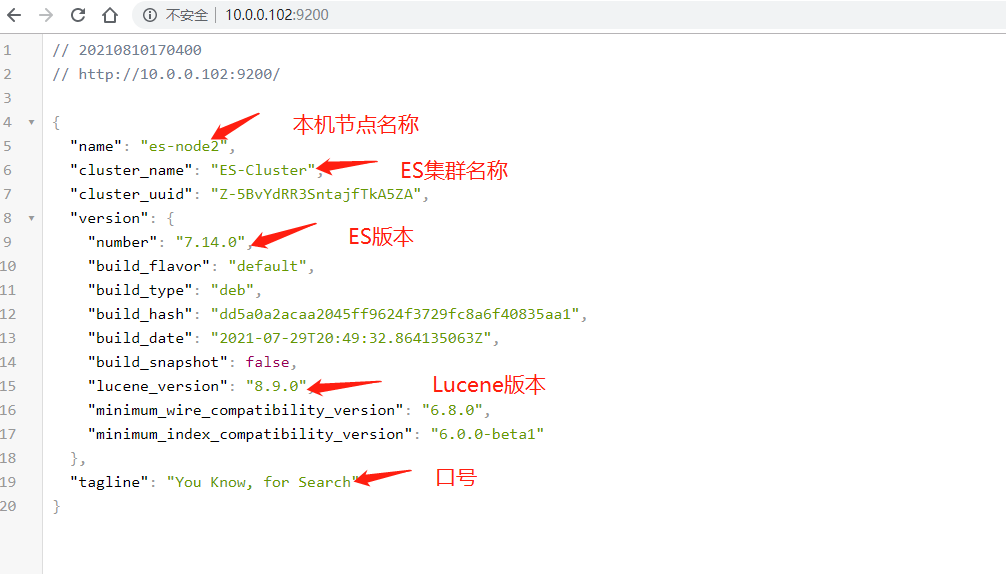 不安全 10.0.0.102:9200
1 // 20210810170400
2 // http://10.0.0.102:9200/
3
4 {
本机节点名称
5 "name": "es-node2",
6 "cluster_name": "ES-Cluster", ES集群名称
7 "cluster_uuid": "Z-5BvYdRR3SntajfTkA5ZA",
8 "version": {
9 "number": "7.14.0", ES版本
10 "build_flavor": "default",
11 "build_type": "deb",
12 "build_hash": "dd5a0a2acaa2045ff9624f3729fc8a6f40835aa1",
13 "build_date": "2021-07-29T20:49:32.864135063Z",
14 "build_snapshot": false,
15 "lucene_version": "8.9.0", Lucene版本
16 "minimum_wire_compatibility_version": "6.8.0",
17 "minimum_index_compatibility_version": "6.0.0-beta1"
18 },
19 "tagline": "You Know, for Search" 口号
20 }